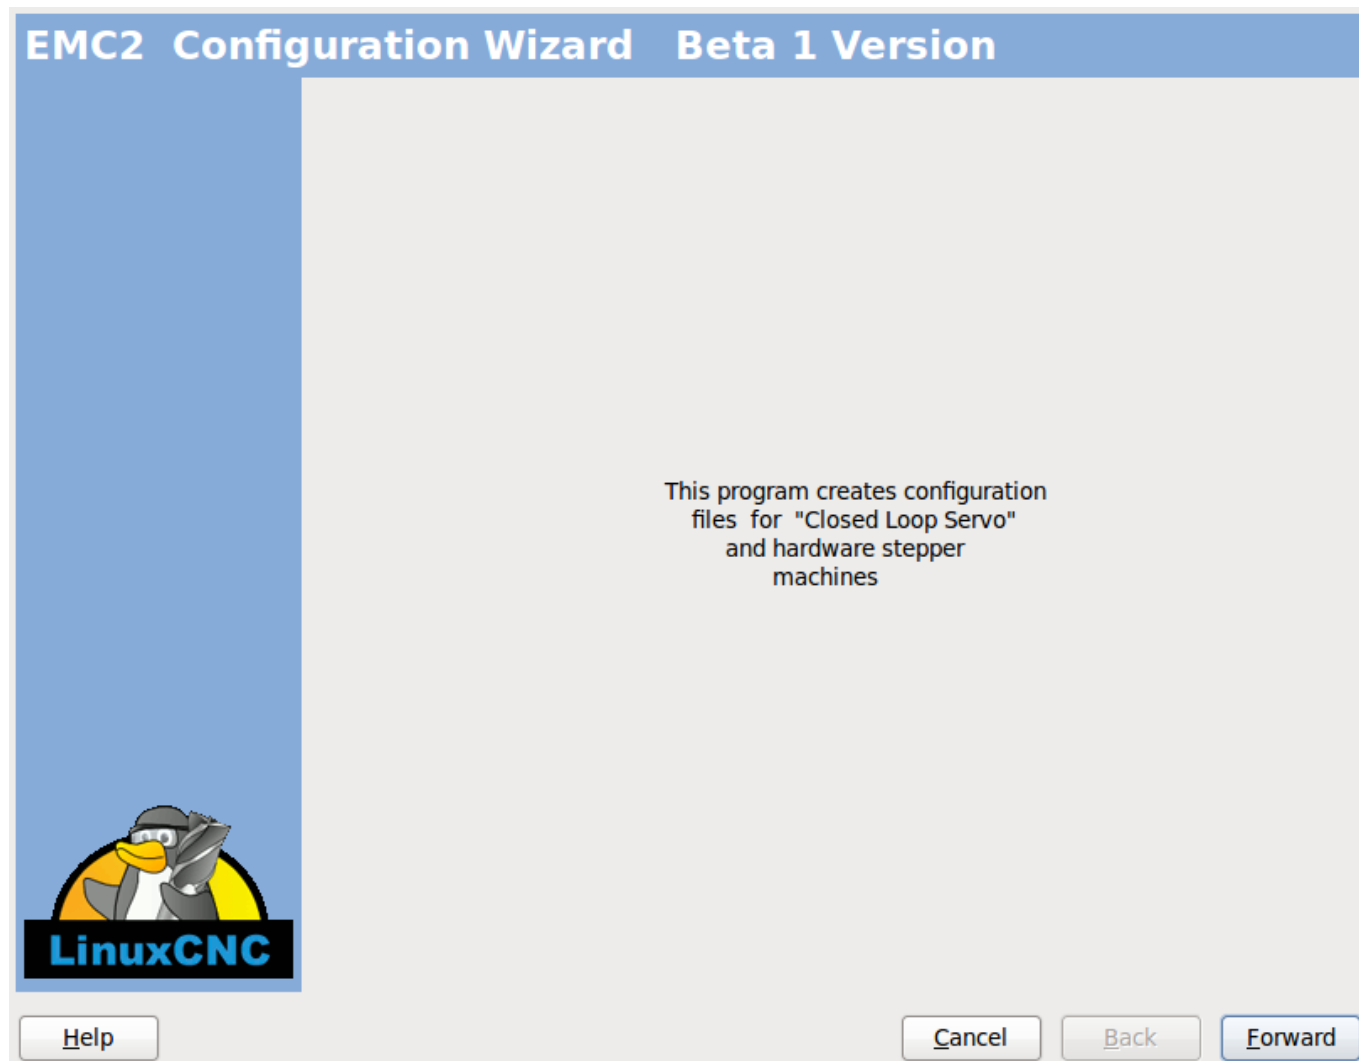 EMC2  Configuration Wizard   Beta 1 Version
This program creates configuration
files  for  "Closed Loop Servo"
and hardware stepper
machines
LinuxCNC
Help
Cancel
Back
Forward